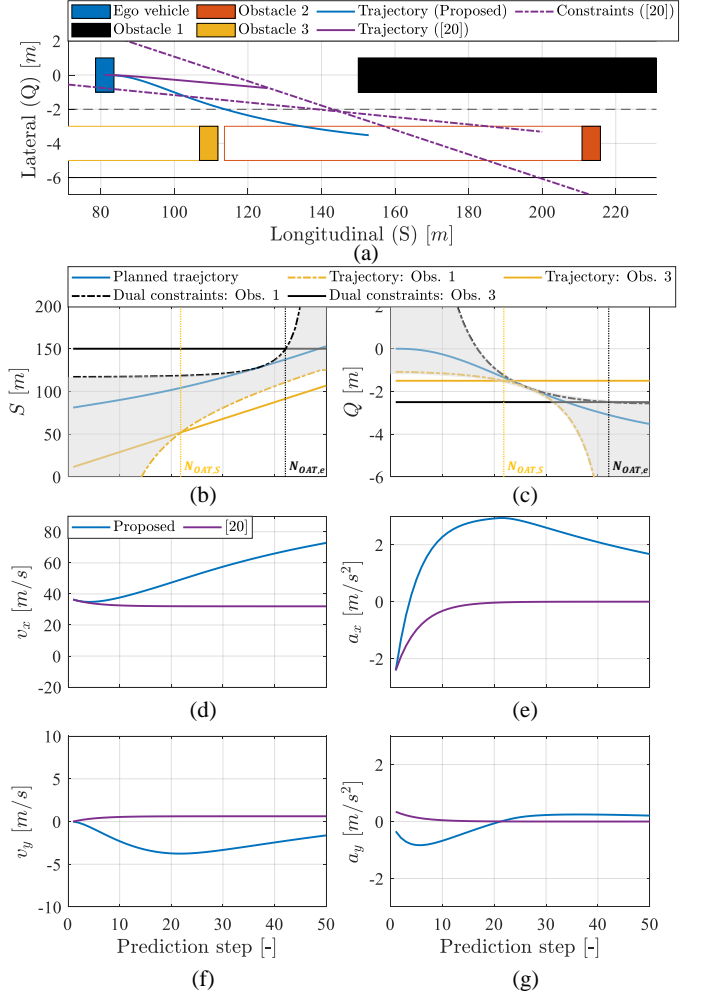 Ego vehicle Obstacle 2 Trajectory (Proposed) Constraints ([20])
Obstacle 1 Obstacle 3 Trajectory ([20])
2
0
-2
-4
-6
Lateral (Q) [m]
80 100 120 140 160 180 200 220
Longitudinal (S) [m]
(a)
Planned traejctory Trajectory: Obs. 1 Trajectory: Obs. 3
Dual constraints: Obs. 1 Dual constraints: Obs. 3
200
150
100
50
0
S [m]
N_OAT,S
N_OAT,e
(b)
2
0
-2
-4
-6
Q [m]
N_OAT,S
N_OAT,e
(c)
Proposed [20]
80
60
40
20
0
-20
v_x [m/s]
(d)
2
0
-2
a_x [m/s²]
(e)
10
5
0
-5
-10
v_y [m/s]
0 10 20 30 40 50
Prediction step [-]
(f)
2
0
-2
a_y [m/s²]
0 10 20 30 40 50
Prediction step [-]
(g)